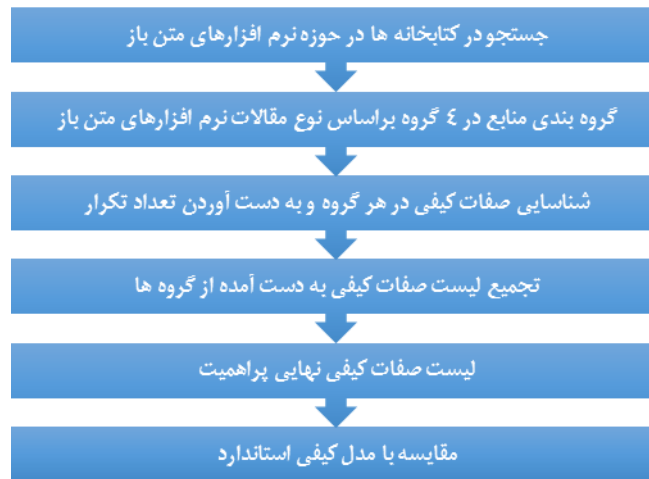 جستجو در کتابخانه ها در حوزه نرم افزارهای متن باز
گروه بندی منابع در ٤ گروه براساس نوع مقالات نرم افزارهای متن باز
شناسایی صفات کیفی در هر گروه و به دست آوردن تعداد تکرار
تجمیع لیست صفات کیفی به دست آمده از گروه ها
لیست صفات کیفی نهایی پراهمیت
مقایسه با مدل کیفی استاندارد